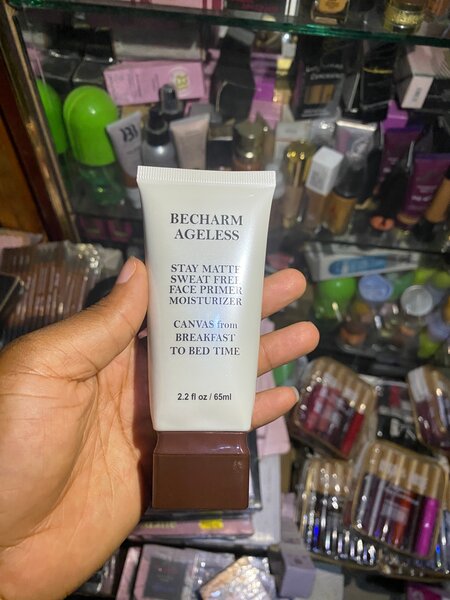 BECHARM
AGELESS
STAY MATTE
SWEAT FREE
FACE PRIMER
MOISTURIZER
CANVAS from
BREAKFAST
TO BED TIME
2.2 fl oz / 65ml